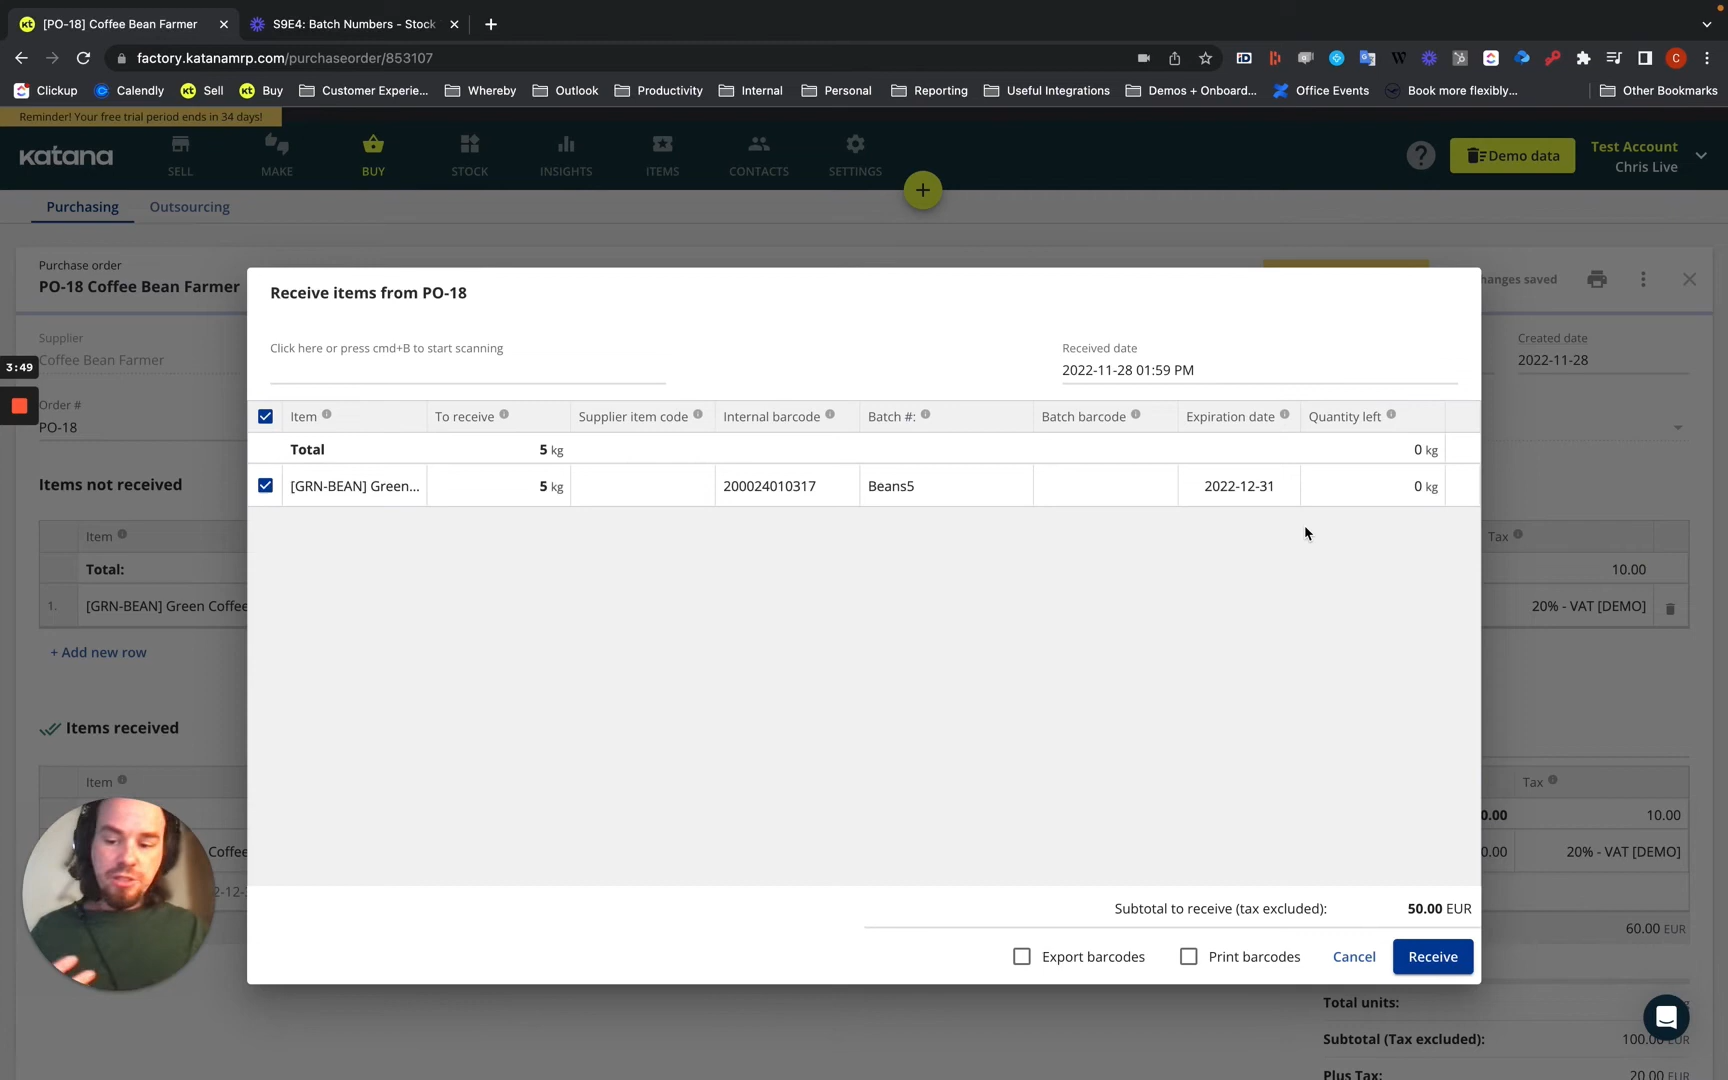 [PO-18] Coffee Bean Farmer
S9E4: Batch Numbers - Stock
factory.katanamrp.com/purchaseorder/853107
Clickup Calendly Sell Buy Customer Experie... Whereby Outlook Productivity Internal Personal Reporting Useful Integrations Demos + Onboard... Office Events Book more flexibly... Other Bookmarks
Reminder! Your free trial period ends in 34 days!
katana
SELL MAKE BUY STOCK INSIGHTS ITEMS CONTACTS SETTINGS
Demo data
Test Account
Chris Live
Purchasing Outsourcing
Purchase order
PO-18 Coffee Bean Farmer
hanges saved
Supplier
Coffee Bean Farmer
Created date
2022-11-28
3:49
Order #
PO-18
Items not received
Item Tax
Total: 10.00
1. [GRN-BEAN] Green Coffee 20% - VAT [DEMO]
+ Add new row
Items received
Item Tax
0.00 10.00
Coffee 0.00 20% - VAT [DEMO]
2-12-3
60.00 EUR
Total units:
Subtotal (Tax excluded): 100.00 EUR
Plus Tax: 20.00 EUR
Receive items from PO-18
Click here or press cmd+B to start scanning
Received date
2022-11-28 01:59 PM
Item To receive Supplier item code Internal barcode Batch #: Batch barcode Expiration date Quantity left
Total 5 kg 0 kg
[GRN-BEAN] Green... 5 kg 200024010317 Beans5 2022-12-31 0 kg
Subtotal to receive (tax excluded): 50.00 EUR
Export barcodes Print barcodes Cancel Receive